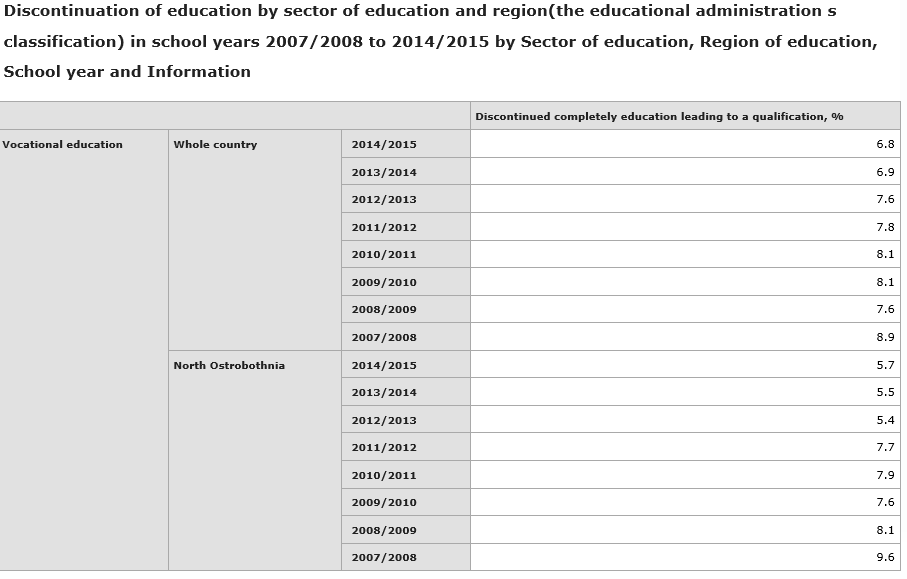 Discontinuation of education by sector of education and region(the educational administration s
classification) in school years 2007/2008 to 2014/2015 by Sector of education, Region of education,
School year and Information
Discontinued completely education leading to a qualification, %
Vocational education Whole country 2014/2015 6.8
2013/2014 6.9
2012/2013 7.6
2011/2012 7.8
2010/2011 8.1
2009/2010 8.1
2008/2009 7.6
2007/2008 8.9
North Ostrobothnia 2014/2015 5.7
2013/2014 5.5
2012/2013 5.4
2011/2012 7.7
2010/2011 7.9
2009/2010 7.6
2008/2009 8.1
2007/2008 9.6